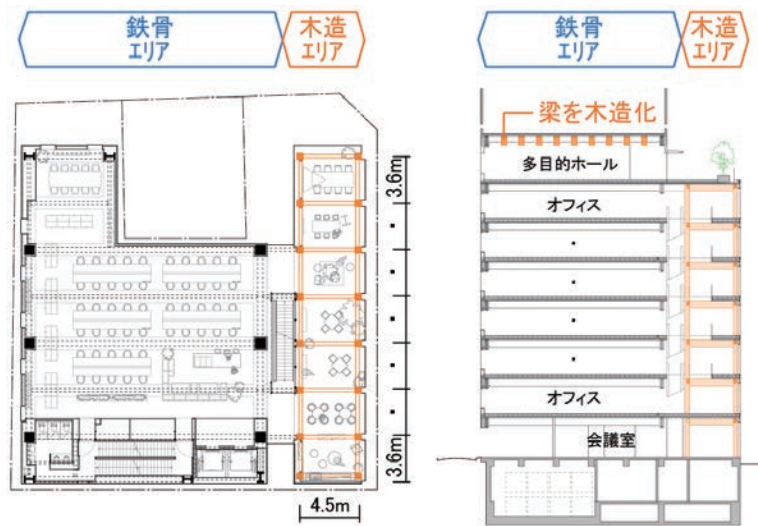 鉄骨
エリア
木造
エリア
3.6m
・
・
・
・
・
3.6m
4.5m
鉄骨
エリア
木造
エリア
梁を木造化
多目的ホール
オフィス
・
・
・
・
オフィス
会議室